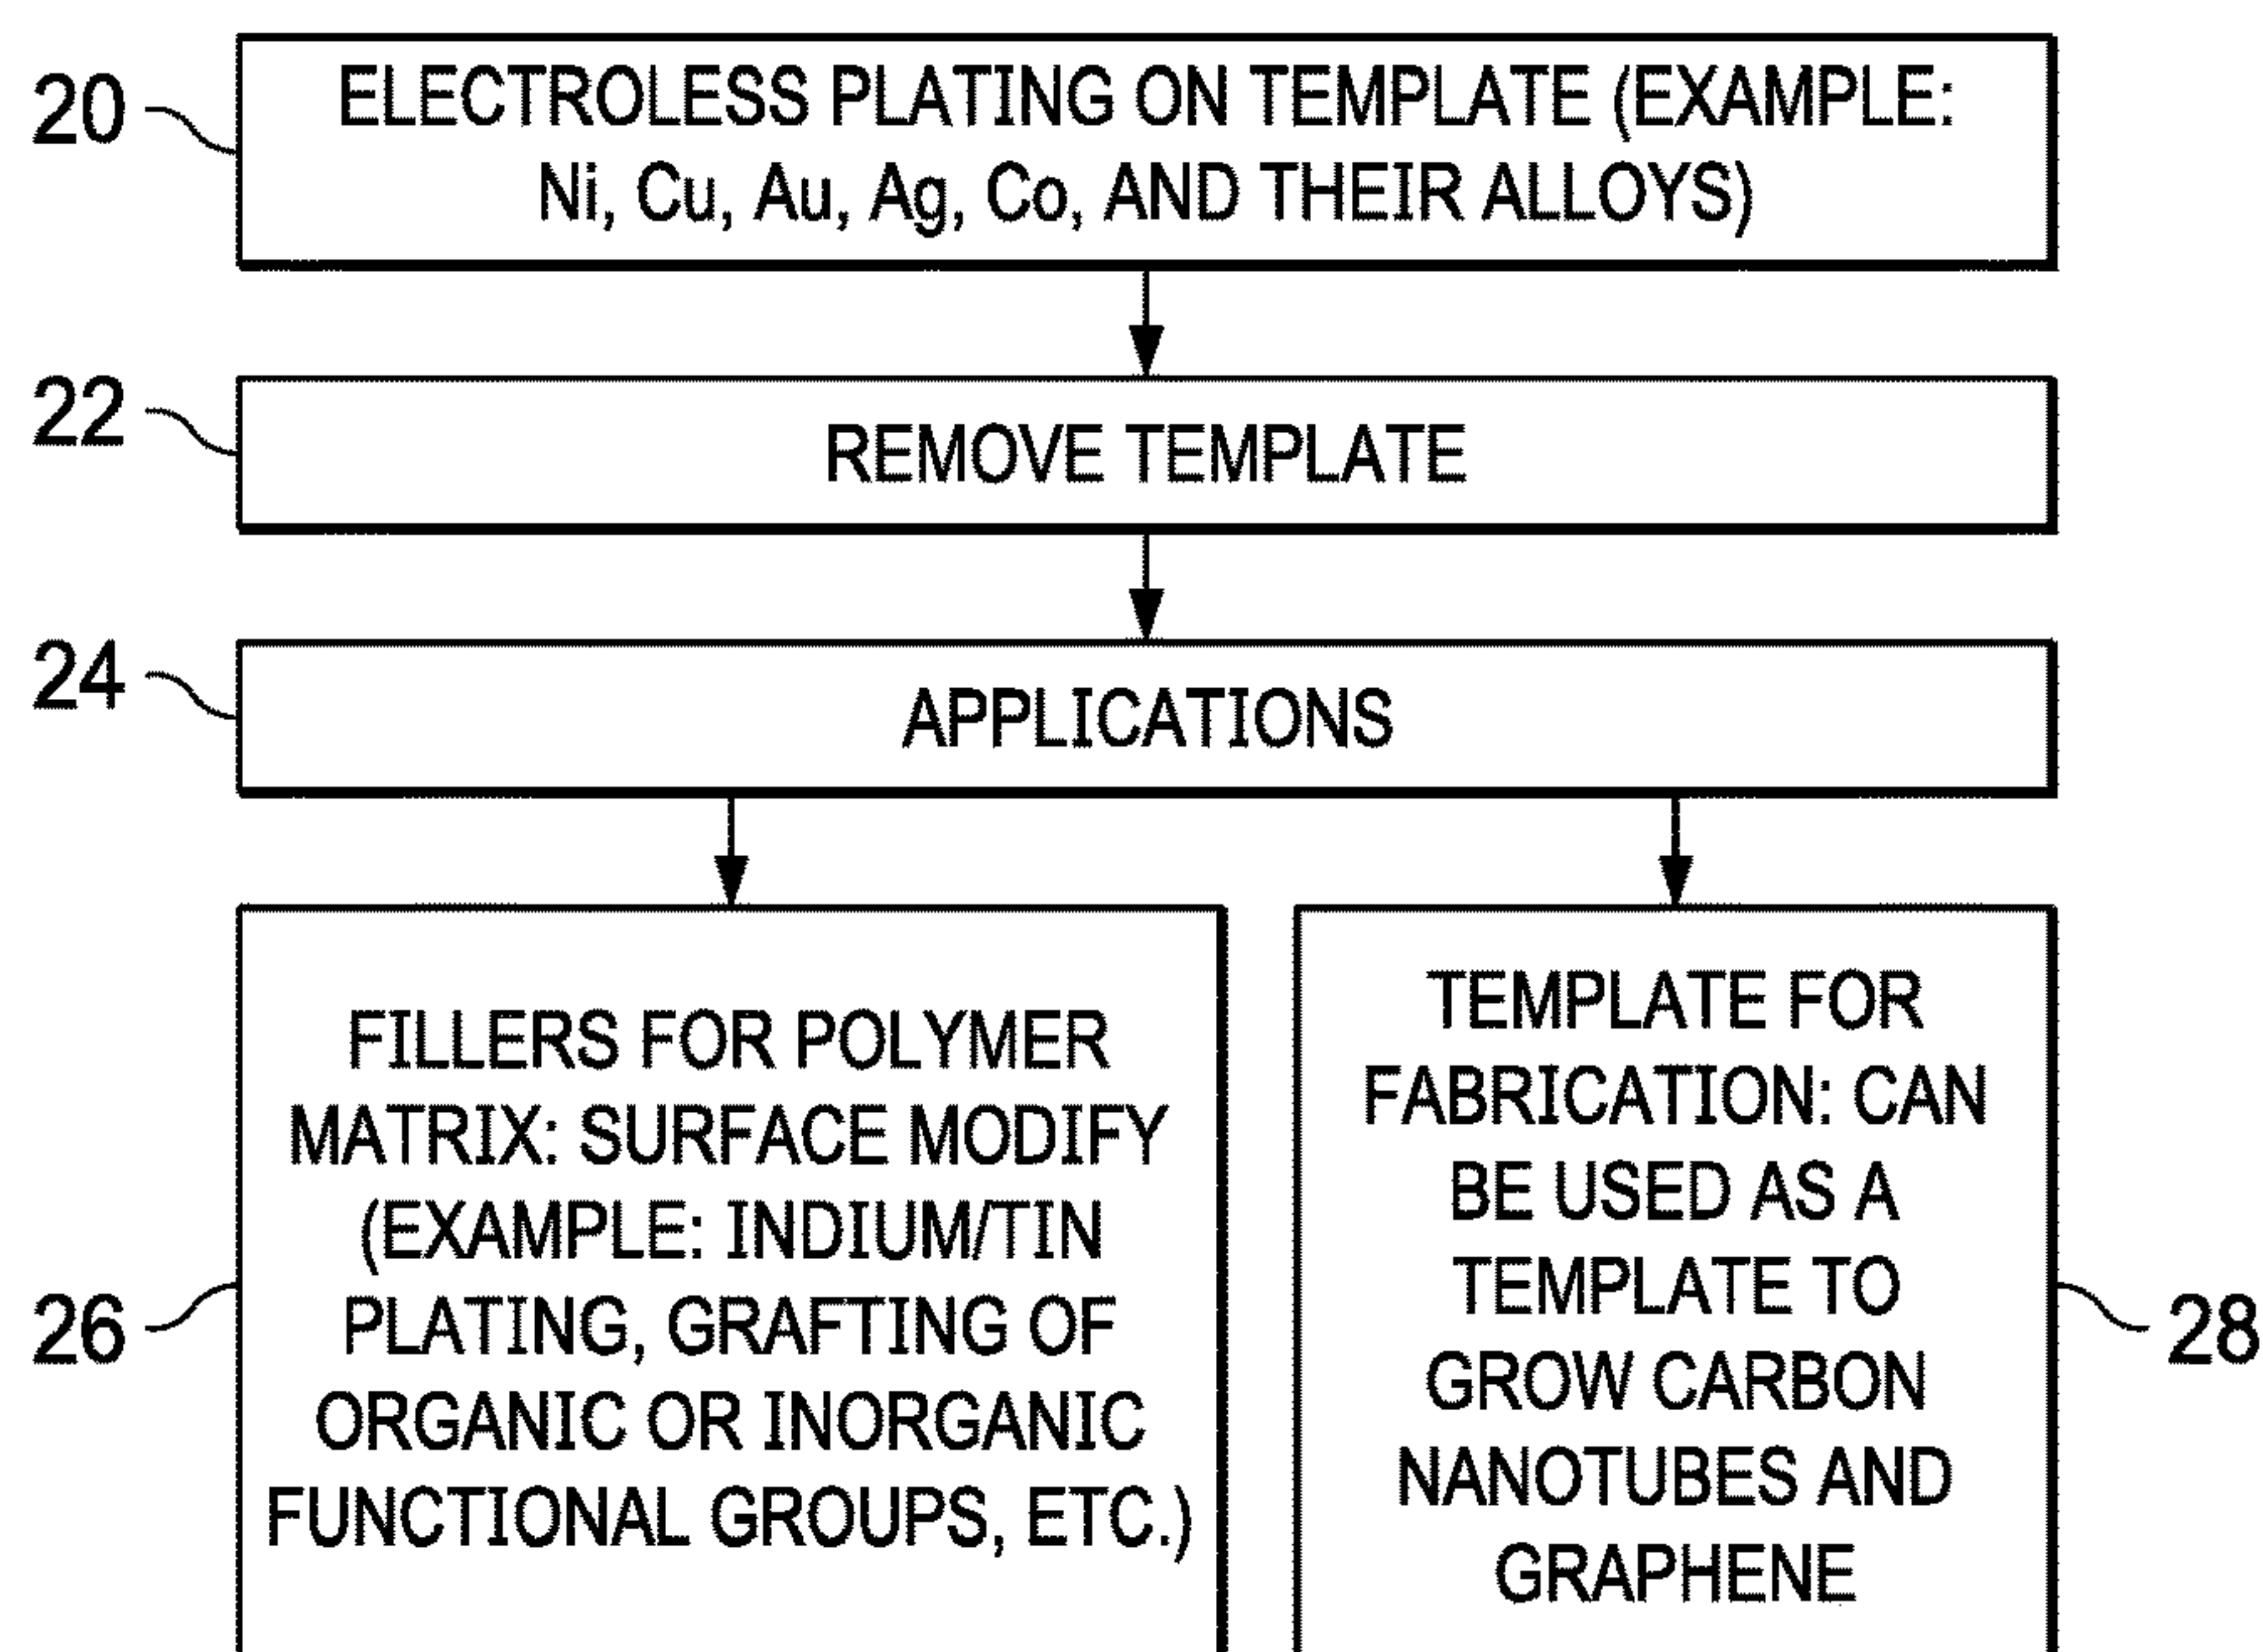 20
ELECTROLESS PLATING ON TEMPLATE (EXAMPLE:
Ni, Cu, Au, Ag, Co, AND THEIR ALLOYS)
22
REMOVE TEMPLATE
24
APPLICATIONS
26
FILLERS FOR POLYMER
MATRIX: SURFACE MODIFY
(EXAMPLE: INDIUM/TIN
PLATING, GRAFTING OF
ORGANIC OR INORGANIC
FUNCTIONAL GROUPS, ETC.)
TEMPLATE FOR
FABRICATION: CAN
BE USED AS A
TEMPLATE TO
GROW CARBON
NANOTUBES AND
GRAPHENE
28